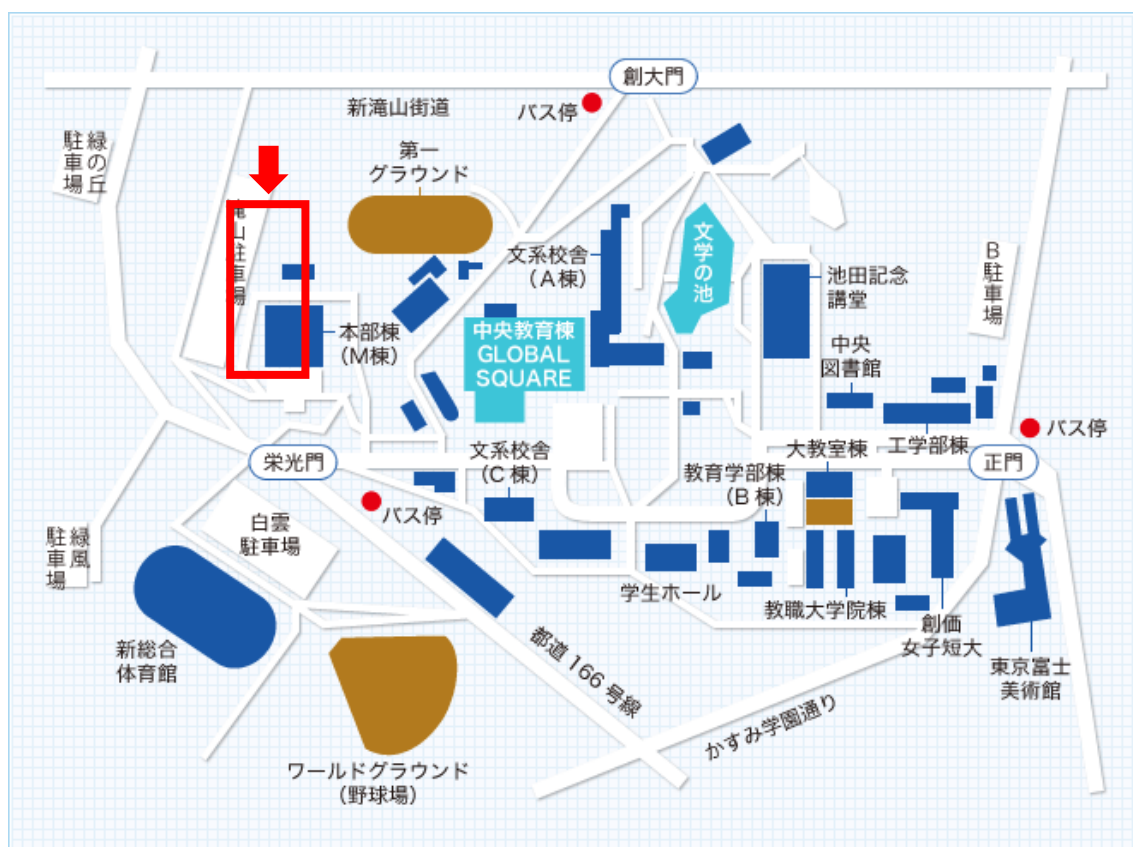 創大門
バス停
新滝山街道
緑の丘
駐車場
第一
グラウンド
滝山駐車場
文系校舎
(A棟)
文学の池
池田記念
講堂
B駐車場
本部棟
(M棟)
中央教育棟
GLOBAL
SQUARE
中央
図書館
工学部棟
バス停
正門
大教室棟
栄光門
文系校舎
(C棟)
教育学部棟
(B棟)
バス停
白雲
駐車場
緑風
駐車場
学生ホール
教職大学院棟
創価
女子短大
東京富士
美術館
新総合
体育館
都道166号線
かすみ学園通り
ワールドグラウンド
(野球場)